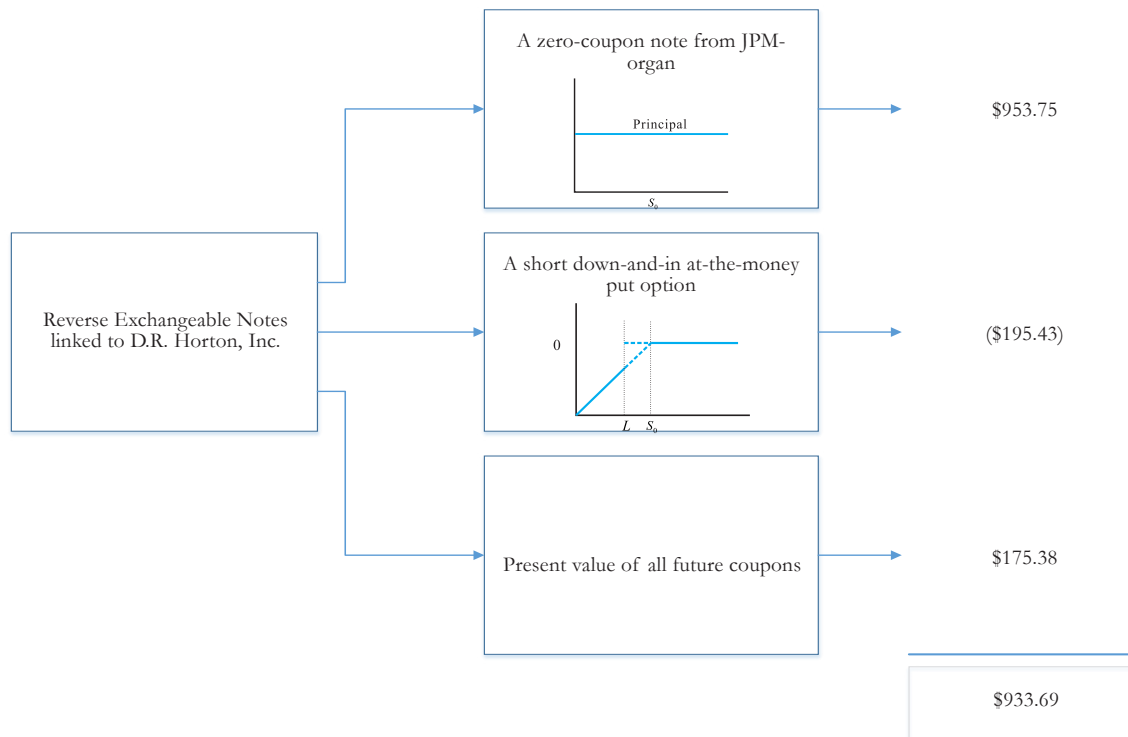 A zero-coupon note from JPM-
organ
Principal
S₀
$953.75
Reverse Exchangeable Notes
linked to D.R. Horton, Inc.
A short down-and-in at-the-money
put option
0
L S₀
($195.43)
Present value of all future coupons
$175.38
$933.69